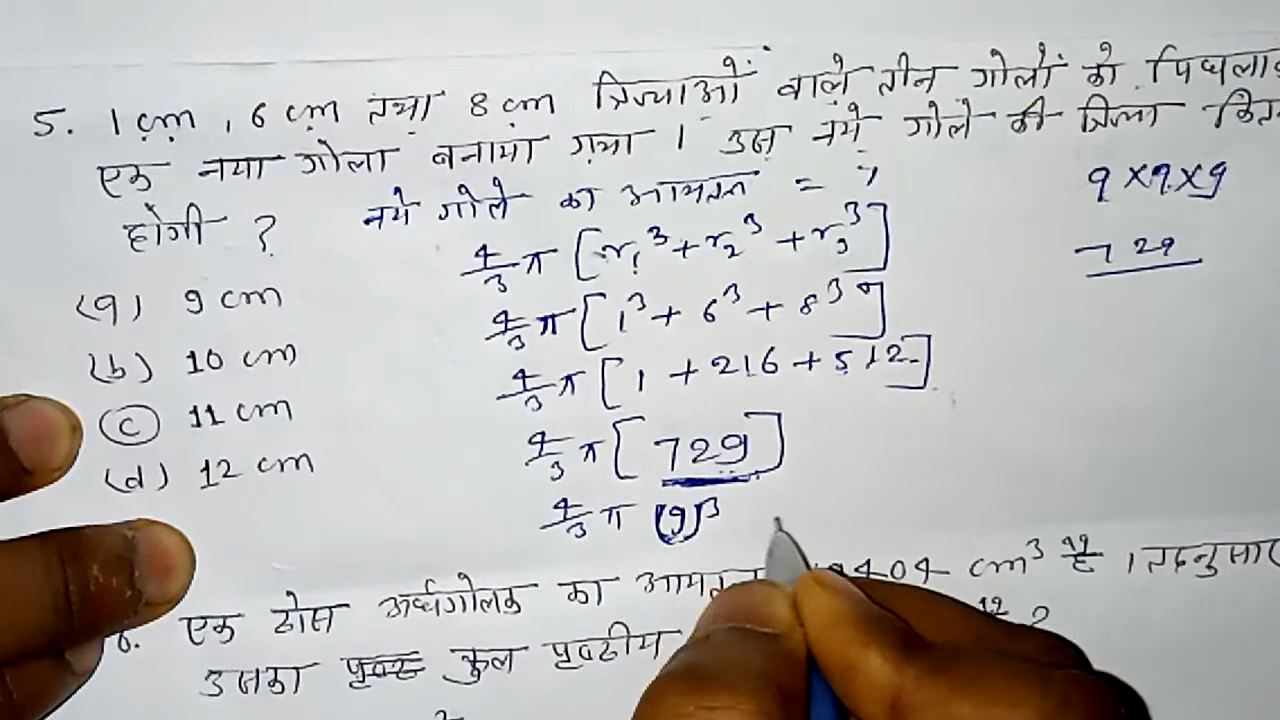 5. 1 cm, 6 cm तथा 8 cm त्रिज्याओं वाले तीन गोलों को पिघला
एक नया गोला बनाया गया । उस नये गोले की त्रिज्या
होगी ?
नये गोले का आयतन = ?
4/3 π [r₁³ + r₂³ + r₃³]
4/3 π [1³ + 6³ + 8³]
4/3 π [1 + 216 + 512]
4/3 π [729]
4/3 π (9)³
9×9×9
729
(a) 9 cm
(b) 10 cm
(c) 11 cm
(d) 12 cm
6. एक ठोस अर्धगोलक का cm³ है । तदनुसार
उसका कुल पृष्ठीय